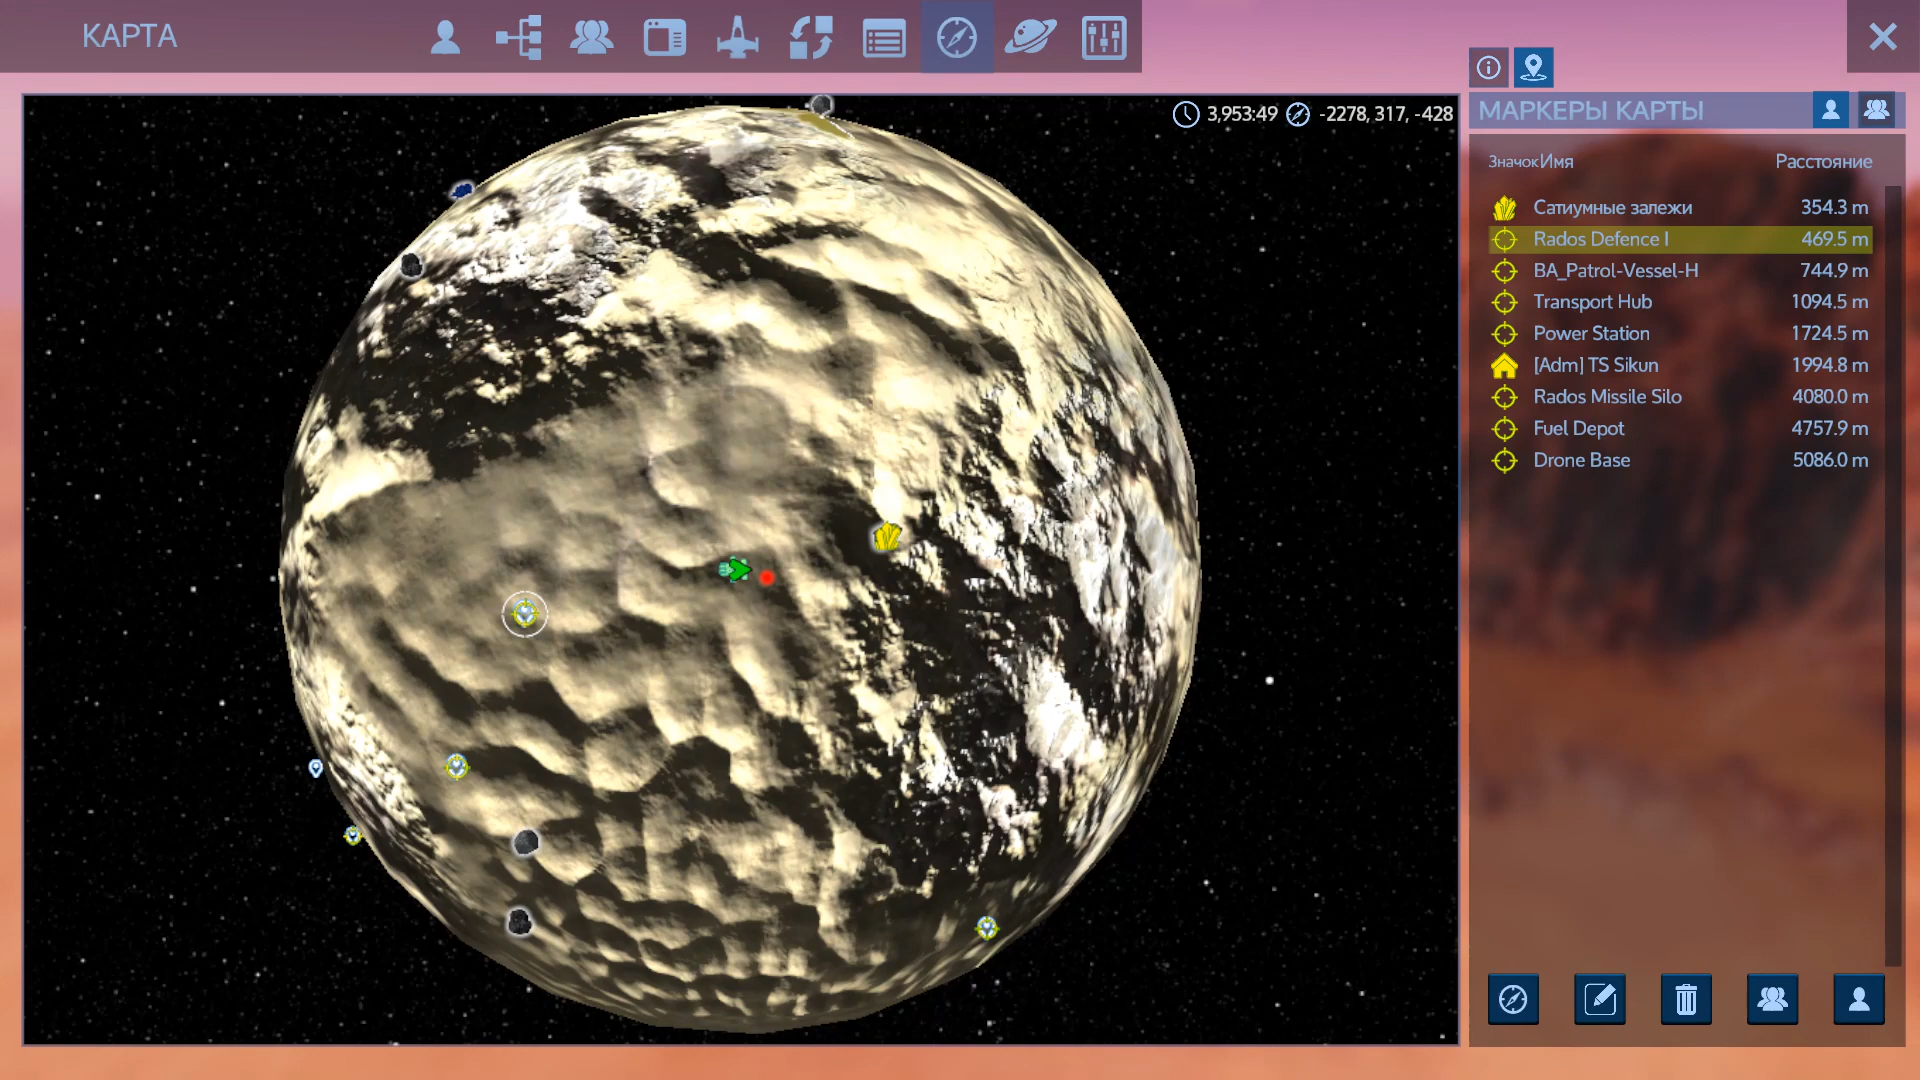 КАРТА
3,953:49 -2278, 317, -428
МАРКЕРЫ КАРТЫ
Значок Имя Расстояние
Сатиумные залежи 354.3 m
Rados Defence I 469.5 m
BA_Patrol-Vessel-H 744.9 m
Transport Hub 1094.5 m
Power Station 1724.5 m
[Adm] TS Sikun 1994.8 m
Rados Missile Silo 4080.0 m
Fuel Depot 4757.9 m
Drone Base 5086.0 m